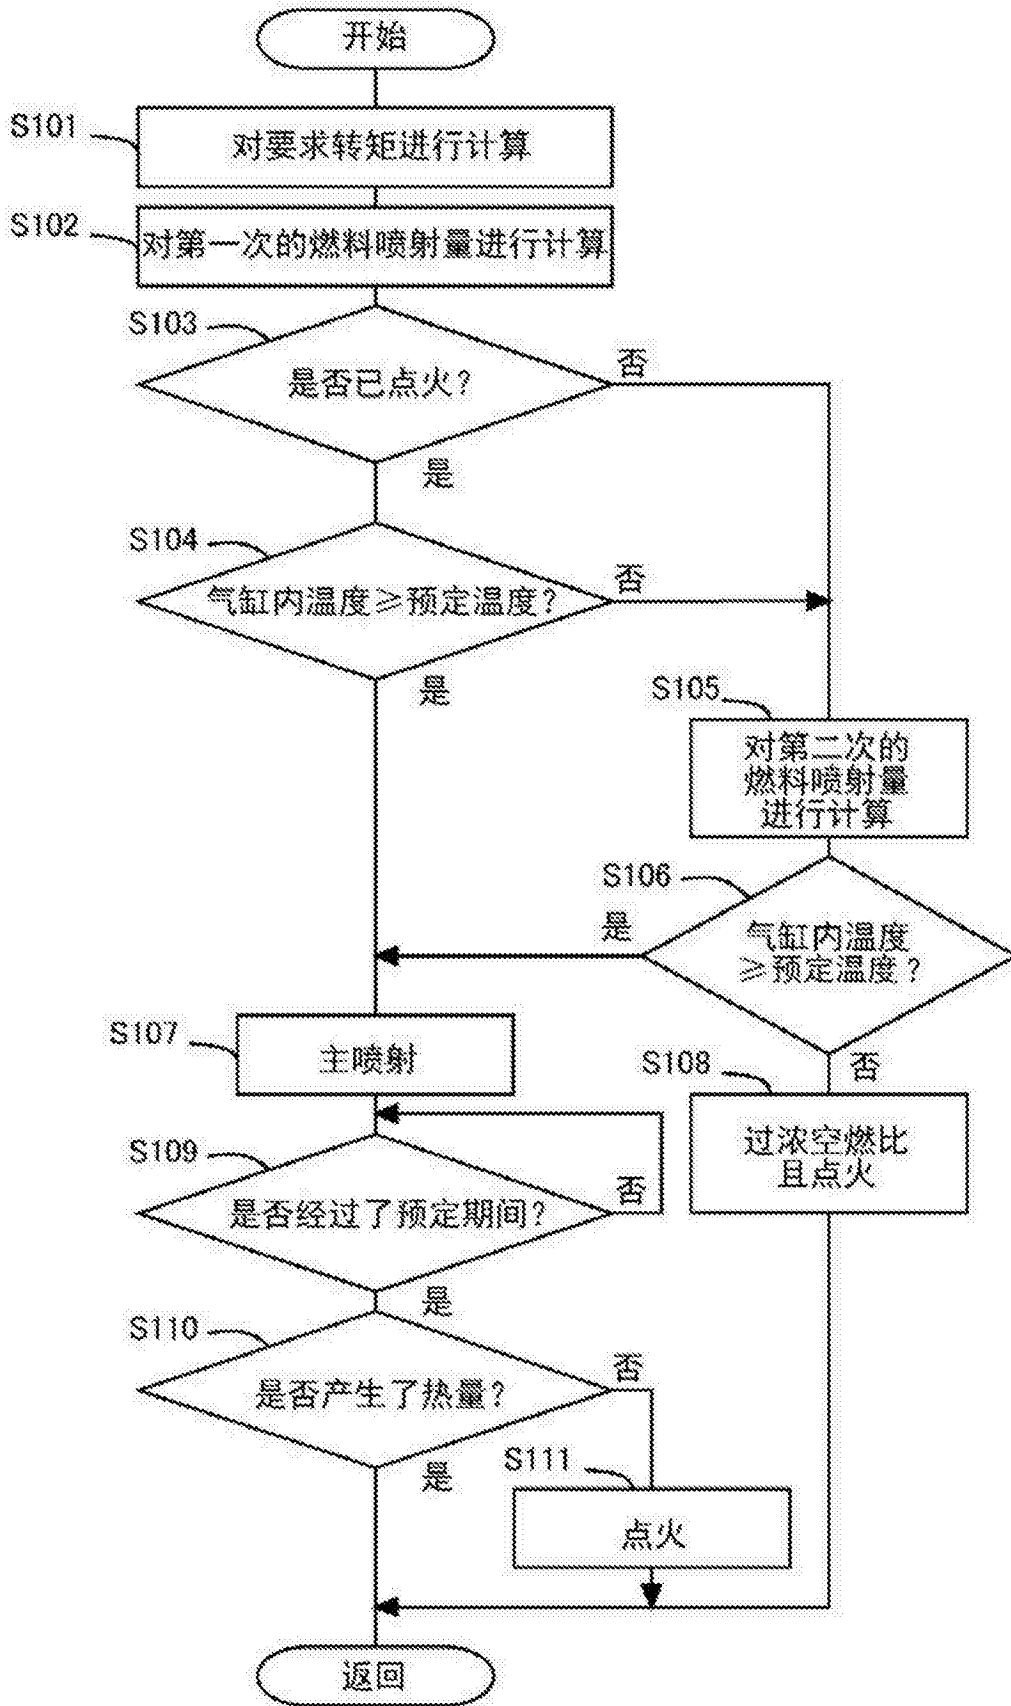 开始
S101
对要求转矩进行计算
S102
对第一次的燃料喷射量进行计算
S103
是否已点火？
否
是
S104
气缸内温度≥预定温度？
否
是
S105
对第二次的
燃料喷射量
进行计算
S106
是
气缸内温度
≥预定温度？
否
S107
主喷射
S108
过浓空燃比
且点火
S109
是否经过了预定期间？
否
是
S110
是否产生了热量？
否
是
S111
点火
返回